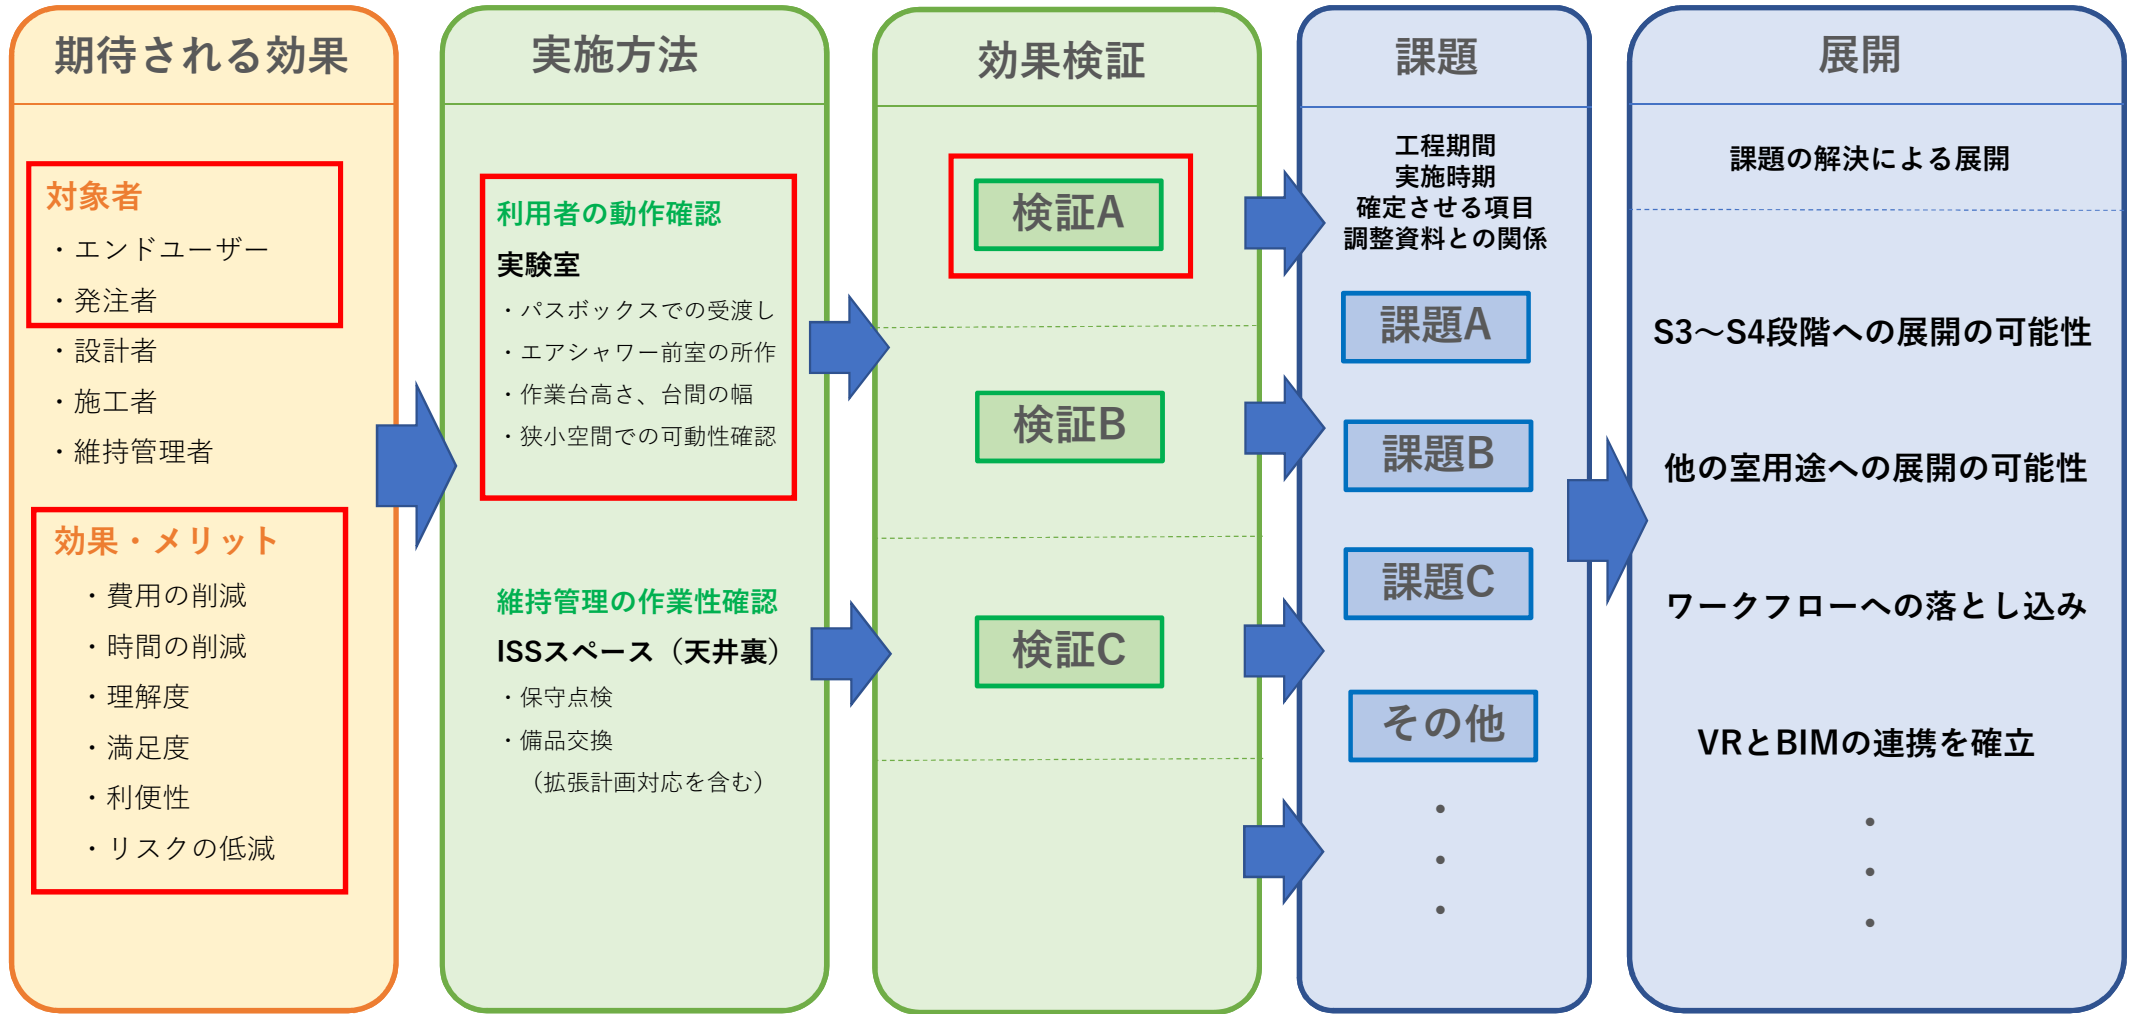 期待される効果
対象者
・エンドユーザー
・発注者
・設計者
・施工者
・維持管理者
効果・メリット
・費用の削減
・時間の削減
・理解度
・満足度
・利便性
・リスクの低減
実施方法
利用者の動作確認
実験室
・パスボックスでの受渡し
・エアシャワー前室の所作
・作業台高さ、台間の幅
・狭小空間での可動性確認
維持管理の作業性確認
ISSスペース（天井裏）
・保守点検
・備品交換
（拡張計画対応を含む）
効果検証
検証A
検証B
検証C
課題
工程期間
実施時期
確定させる項目
調整資料との関係
課題A
課題B
課題C
その他
・
・
・
展開
課題の解決による展開
S3～S4段階への展開の可能性
他の室用途への展開の可能性
ワークフローへの落とし込み
VRとBIMの連携を確立
・
・
・